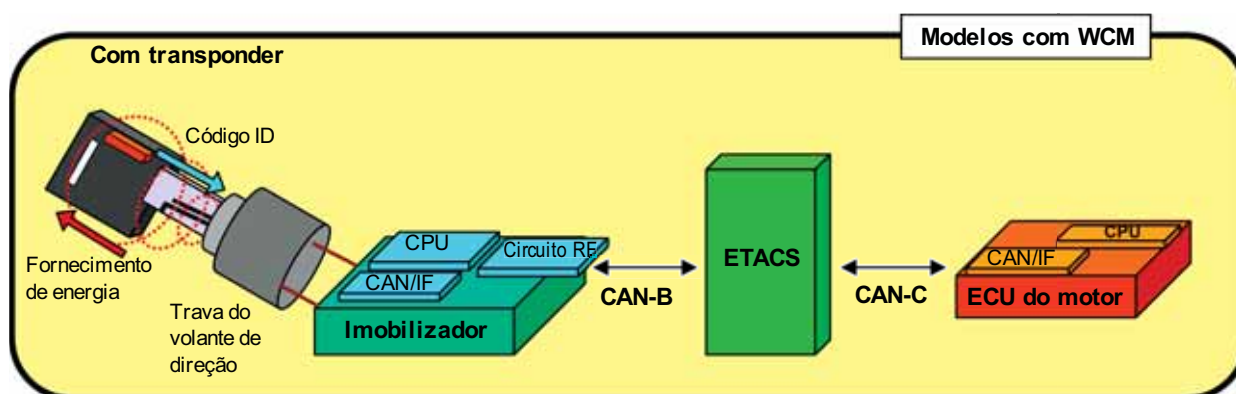 Modelos com WCM
Com transponder
Código ID
Fornecimento
de energia
Trava do
volante de
direção
CPU
Circuito RF
CAN/IF
Imobilizador
CAN-B
ETACS
CAN-C
CPU
CAN/IF
ECU do motor